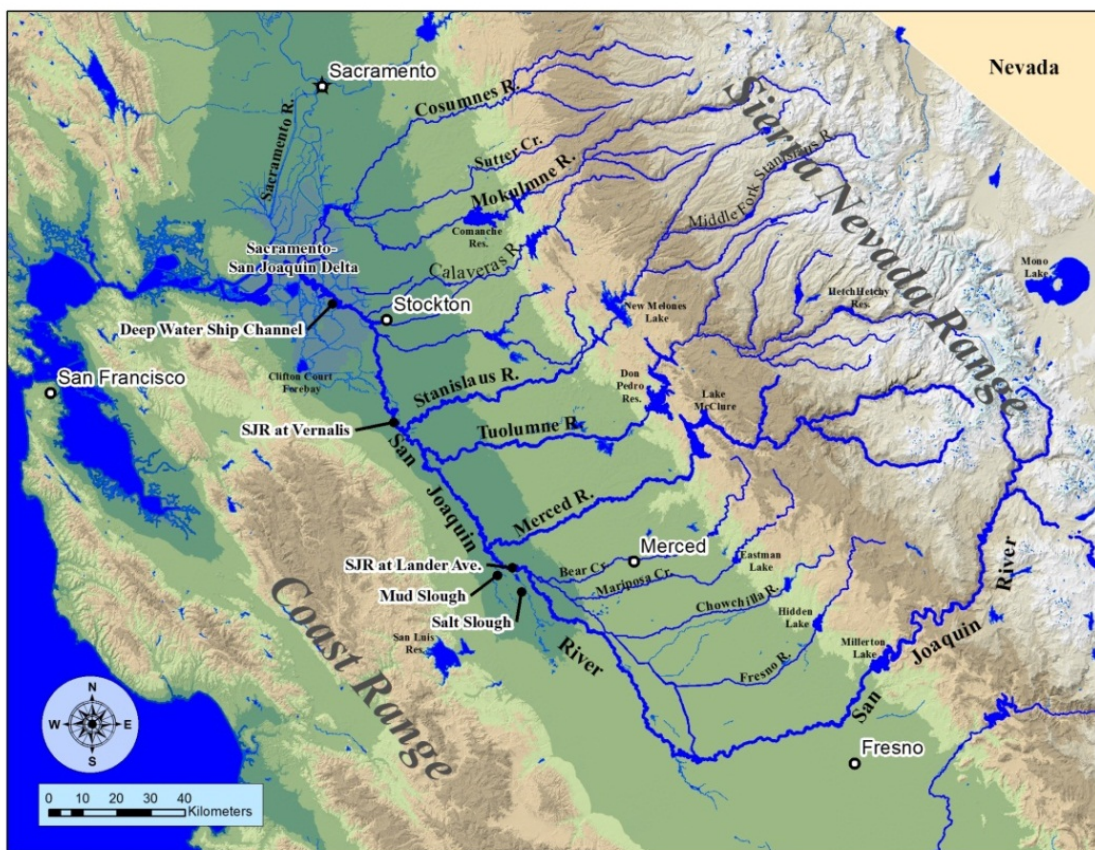 Nevada
Sacramento
Cosumnes R.
Sierra Nevada Range
Sacramento R.
Sutter Cr.
Mokulmne R.
Middle Fork Stanislaus R.
Comanche
Res.
Sacramento-
San Joaquin Delta
Calaveras R.
Mono
Lake
HetchHetchy
Res.
Stockton
New Melones
Lake
Deep Water Ship Channel
San Francisco
Clifton Court
Forebay
Stanislaus R.
Don
Pedro
Res.
Lake
McClure
SJR at Vernalis
Tuolumne R.
San Joaquin River
Merced R.
Merced
SJR at Lander Ave.
Bear Cr.
Eastman
Lake
Mud Slough
Mariposa Cr.
Chowchilla R.
Salt Slough
Hidden
Lake
San Luis
Res.
Coast Range
Millerton
Lake
Fresno R.
San Joaquin River
Fresno
N
W E
S
0 10 20 30 40
Kilometers